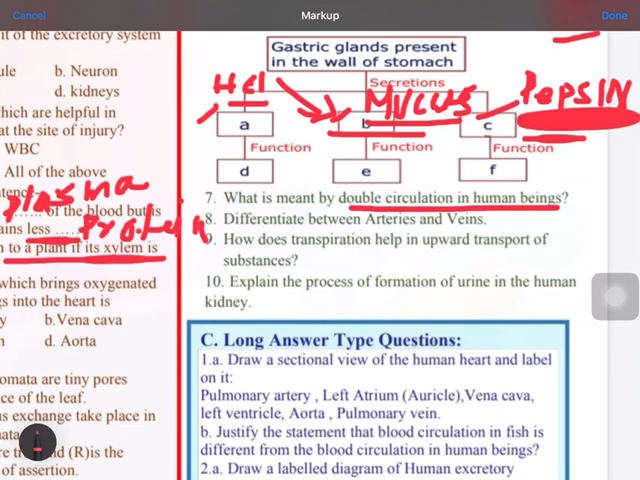 Cancel
Markup
Done
it of the excretory system
ule b. Neuron
d. kidneys
which are helpful in
at the site of injury?
WBC
All of the above
plasma
of the blood but is
ains less ..... protein
n to a plant if its xylem is
which brings oxygenated
gs into the heart is
y b.Vena cava
n d. Aorta
omata are tiny pores
ce of the leaf.
us exchange take place in
and (R)is the
of assertion.
Gastric glands present
in the wall of stomach
Secretions
HCl MUCUS PepsIN
a b c
Function Function Function
d e f
7. What is meant by double circulation in human beings?
8. Differentiate between Arteries and Veins.
9. How does transpiration help in upward transport of
substances?
10. Explain the process of formation of urine in the human
kidney.
C. Long Answer Type Questions:
1.a. Draw a sectional view of the human heart and label
on it:
Pulmonary artery , Left Atrium (Auricle),Vena cava,
left ventricle, Aorta , Pulmonary vein.
b. Justify the statement that blood circulation in fish is
different from the blood circulation in human beings?
2.a. Draw a labelled diagram of Human excretory